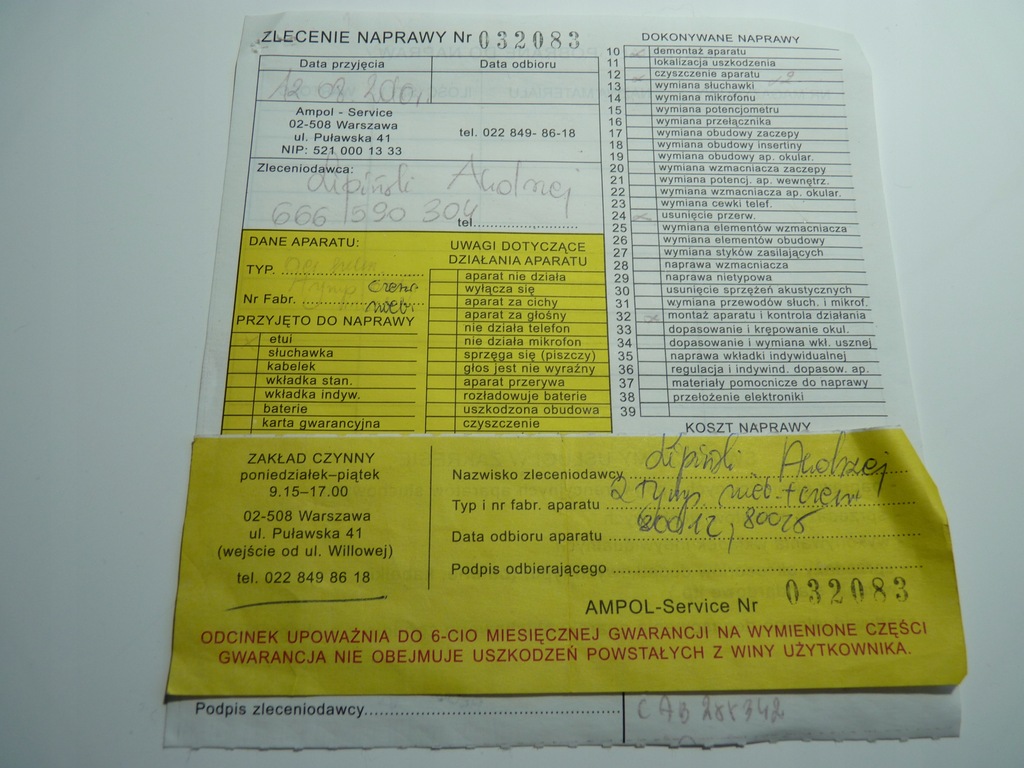 ZLECENIE NAPRAWY Nr 032083
Data przyjęcia Data odbioru
Ampol - Service
02-508 Warszawa
ul. Puławska 41
NIP: 521 000 13 33
tel. 022 849- 86-18
Zleceniodawca: Lipiński Andrzej
666 590 304 tel.
DANE APARATU:
TYP.
Nr Fabr.
PRZYJĘTO DO NAPRAWY
etui
słuchawka
kabelek
wkładka stan.
wkładka indyw.
baterie
karta gwarancyjna
UWAGI DOTYCZĄCE
DZIAŁANIA APARATU
aparat nie działa
wyłącza się
aparat za cichy
aparat za głośny
nie działa telefon
nie działa mikrofon
sprzęga się (piszczy)
głos jest nie wyraźny
aparat przerywa
rozładowuje baterie
uszkodzona obudowa
czyszczenie
DOKONYWANE NAPRAWY
10 demontaż aparatu
11 lokalizacja uszkodzenia
12 czyszczenie aparatu
13 wymiana słuchawki
14 wymiana mikrofonu
15 wymiana potencjometru
16 wymiana przełącznika
17 wymiana obudowy zaczepy
18 wymiana obudowy insertiny
19 wymiana obudowy ap. okular.
20 wymiana wzmacniacza zaczepy
21 wymiana potencj. ap. wewnętrz.
22 wymiana wzmacniacza ap. okular.
23 wymiana cewki telef.
24 usunięcie przerw.
25 wymiana elementów wzmacniacza
26 wymiana elementów obudowy
27 wymiana styków zasilających
28 naprawa wzmacniacza
29 naprawa nietypowa
30 usunięcie sprzężeń akustycznych
31 wymiana przewodów słuch. i mikrof.
32 montaż aparatu i kontrola działania
33 dopasowanie i krępowanie okul.
34 dopasowanie i wymiana wkł. usznej
35 naprawa wkładki indywidualnej
36 regulacja i indywind. dopasow. ap.
37 materiały pomocnicze do naprawy
38 przełożenie elektroniki
39
KOSZT NAPRAWY
ZAKŁAD CZYNNY
poniedziałek–piątek
9.15–17.00
02-508 Warszawa
ul. Puławska 41
(wejście od ul. Willowej)
tel. 022 849 86 18
Nazwisko zleceniodawcy Lipiński Andrzej
Typ i nr fabr. aparatu
Data odbioru aparatu
Podpis odbierającego
AMPOL-Service Nr 032083
ODCINEK UPOWAŻNIA DO 6-CIO MIESIĘCZNEJ GWARANCJI NA WYMIENIONE CZĘŚCI
GWARANCJA NIE OBEJMUJE USZKODZEŃ POWSTAŁYCH Z WINY UŻYTKOWNIKA.
Podpis zleceniodawcy